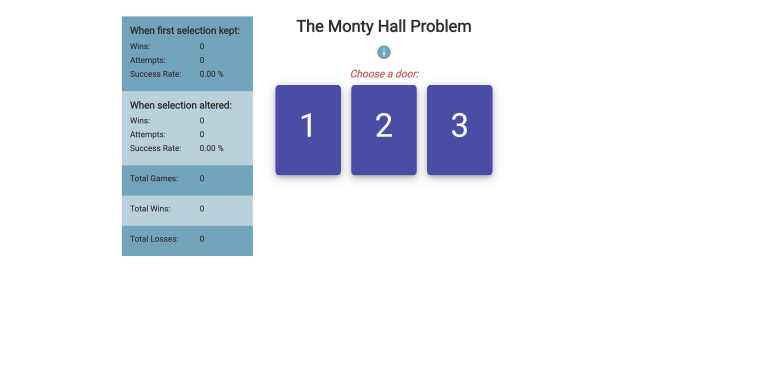 When first selection kept:
Wins: 0
Attempts: 0
Success Rate: 0.00 %
When selection altered:
Wins: 0
Attempts: 0
Success Rate: 0.00 %
Total Games: 0
Total Wins: 0
Total Losses: 0
The Monty Hall Problem
i
Choose a door:
1 2 3